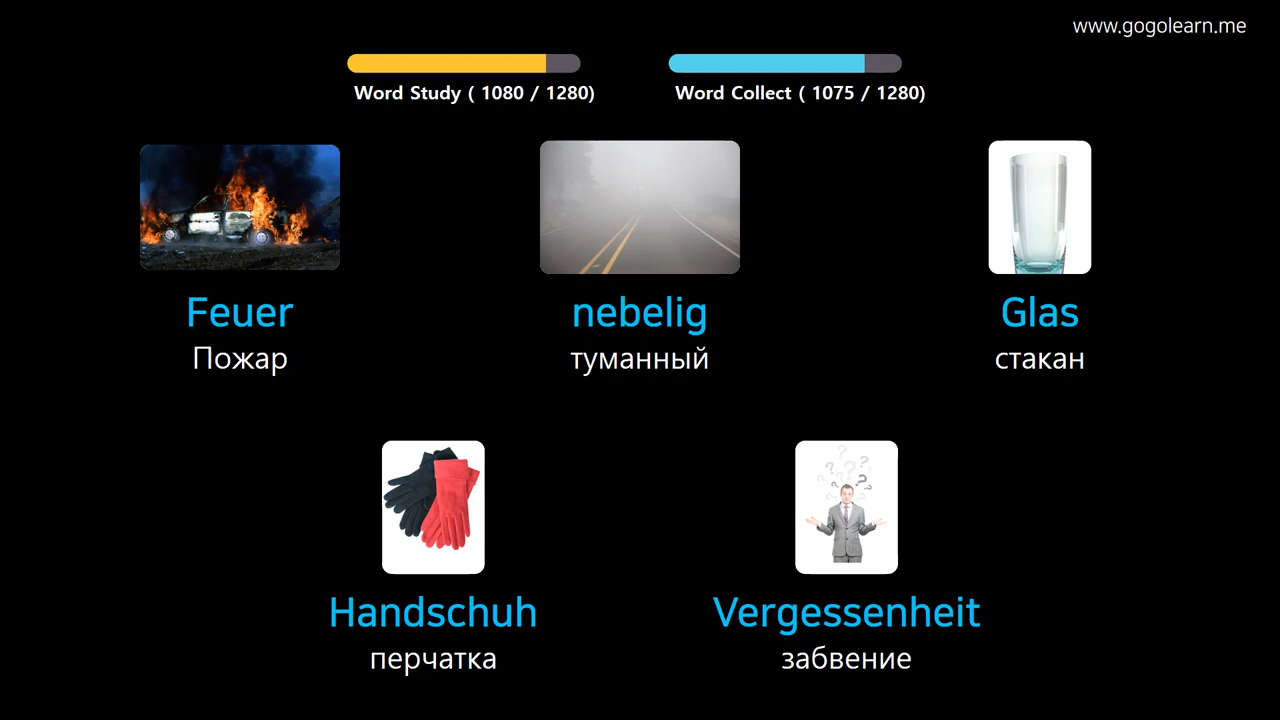 www.gogolearn.me
Word Study ( 1080 / 1280)
Word Collect ( 1075 / 1280)
Feuer
Пожар
nebelig
туманный
Glas
стакан
Handschuh
перчатка
Vergessenheit
забвение